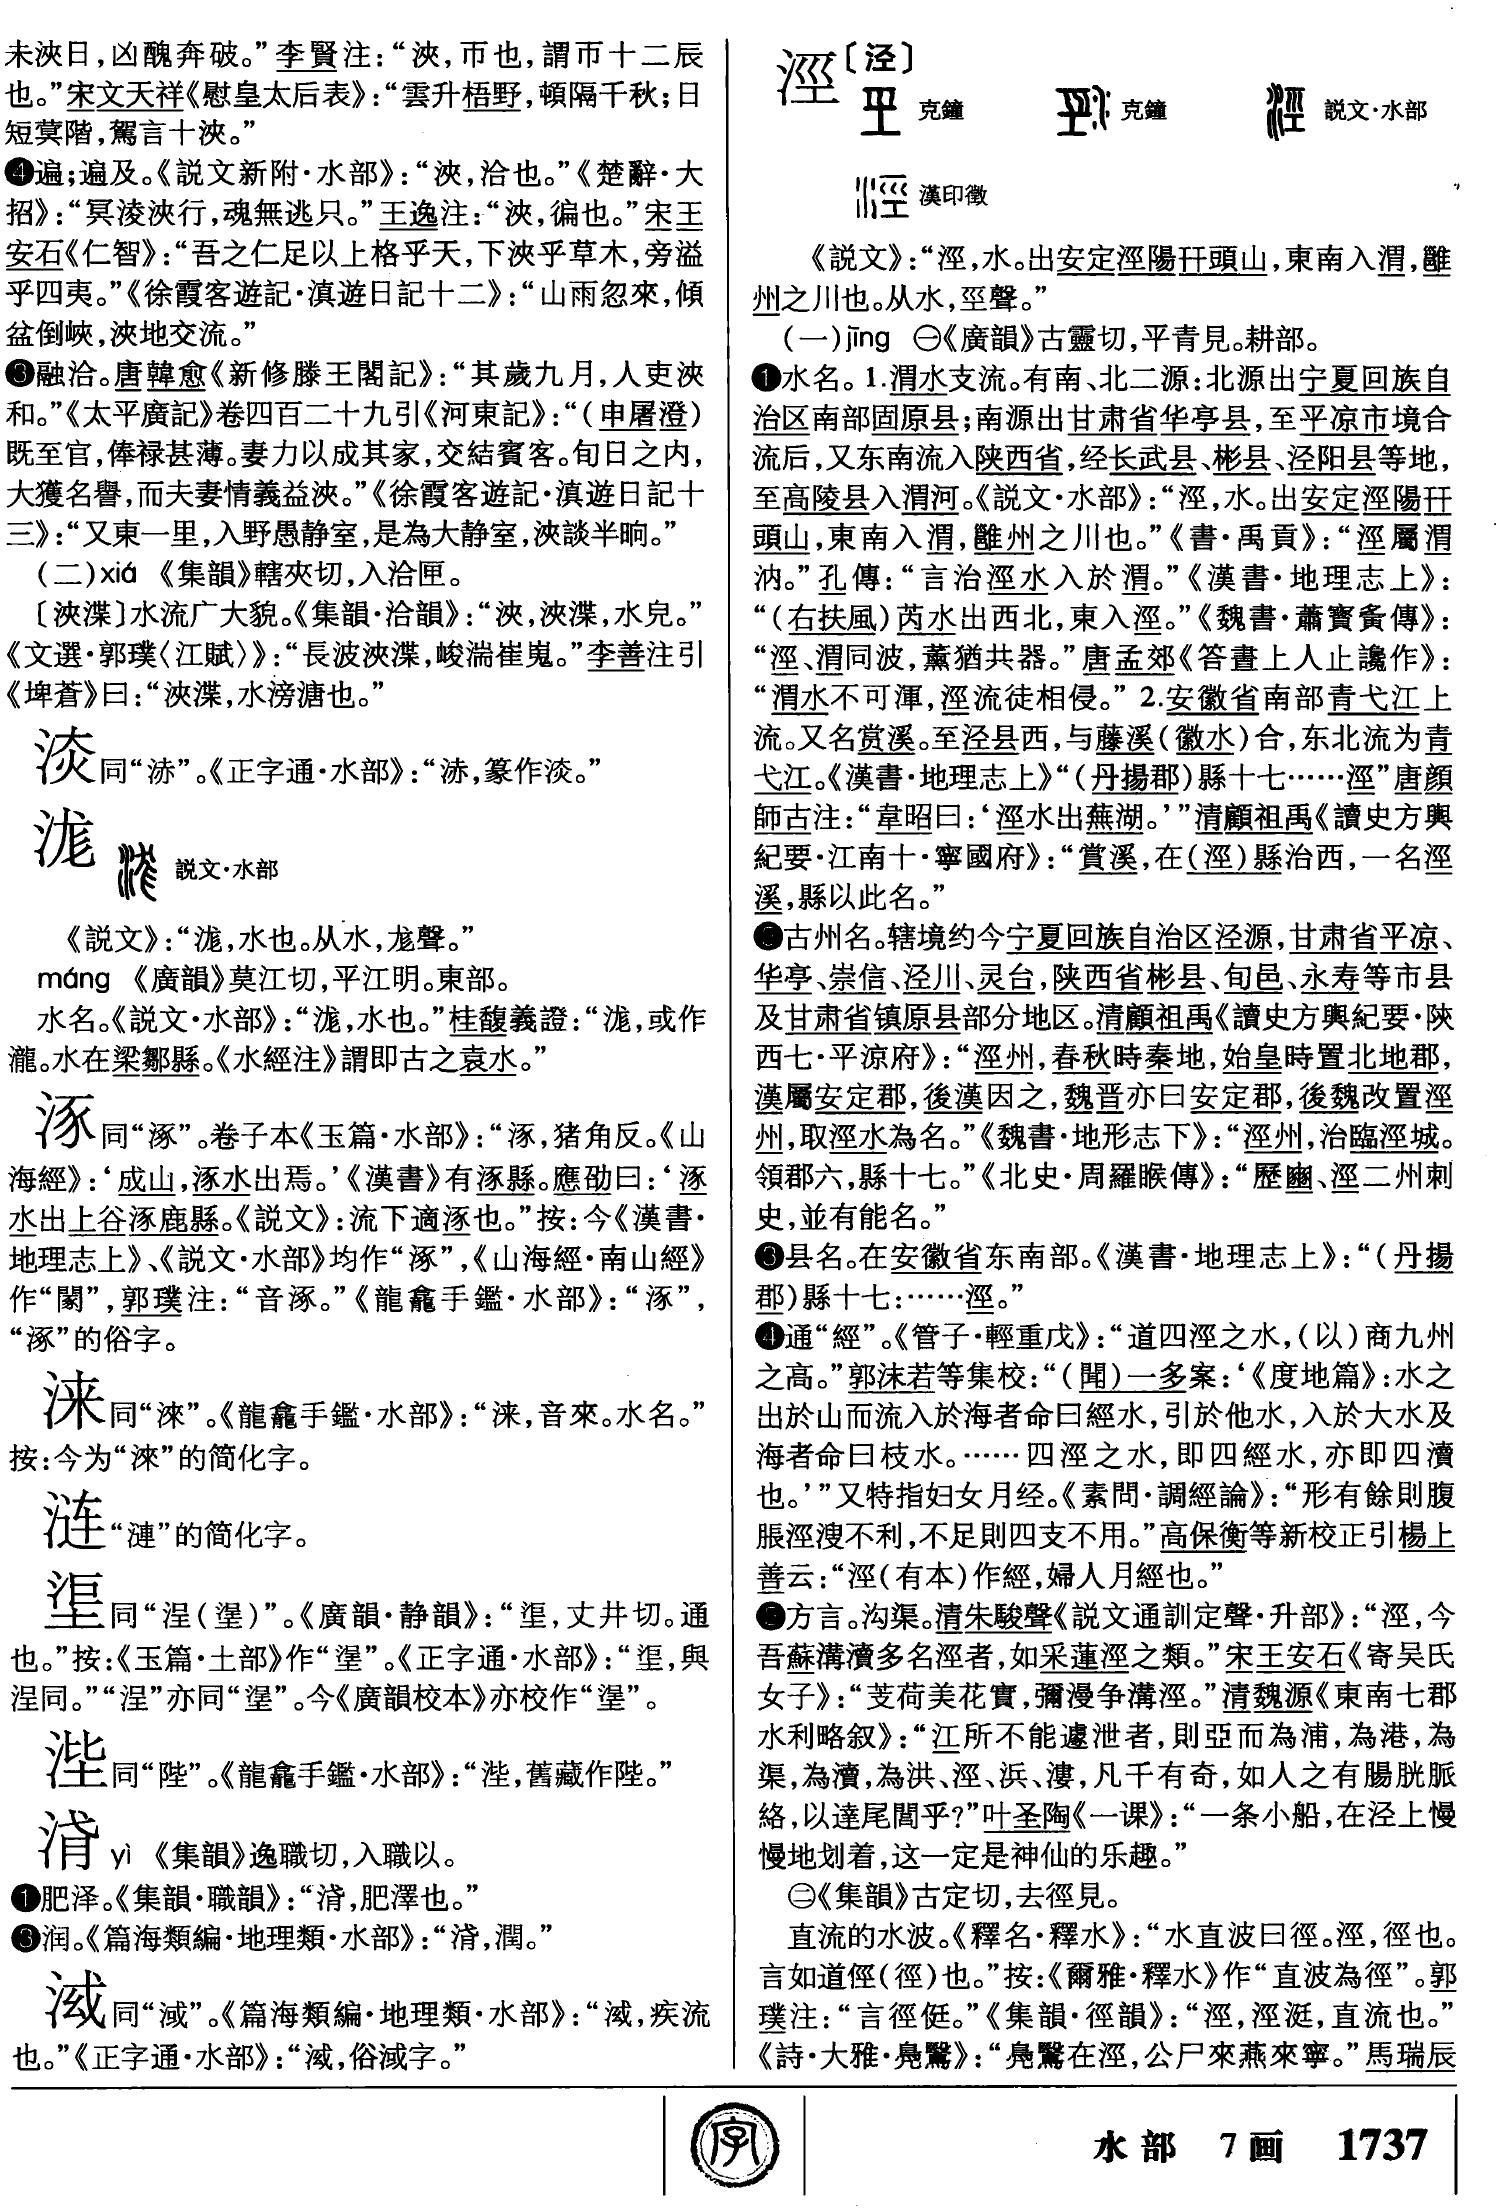 未浹日，凶醜奔破。”李賢注：“浹，帀也，謂帀十二辰
也。”宋文天祥《慰皇太后表》：“雲升梧野，頓隔千秋；日
短蓂階，駕言十浹。”
❹遍；遍及。《説文新附·水部》：“浹，洽也。”《楚辭·大
招》：“冥淩浹行，魂無逃只。”王逸注：“浹，徧也。”宋王
安石《仁智》：“吾之仁足以上格乎天，下浹乎草木，旁溢
乎四夷。”《徐霞客遊記·滇遊日記十二》：“山雨忽來，傾
盆倒峽，浹地交流。”
❺融洽。唐韓愈《新修滕王閣記》：“其歲九月，人吏浹
和。”《太平廣記》卷四百二十九引《河東記》：“（申屠澄）
既至官，俸禄甚薄。妻力以成其家，交結賓客。旬日之内，
大獲名譽，而夫妻情義益浹。”《徐霞客遊記·滇遊日記十
三》：“又東一里，入野愚静室，是為大静室，浹談半晌。”
（二）xiá 《集韻》轄夾切，入洽匣。
〔浹渫〕水流广大貌。《集韻·洽韻》：“浹，浹渫，水皃。”
《文選·郭璞〈江賦〉》：“長波浹渫，峻湍崔嵬。”李善注引
《埤蒼》曰：“浹渫，水滂溏也。”
同“浾”。《正字通·水部》：“浾，篆作。”
浝 説文·水部
《説文》：“浝，水也。从水，尨聲。”
máng 《廣韻》莫江切，平江明。東部。
水名。《説文·水部》：“浝，水也。”桂馥義證：“浝，或作
瀧。水在梁鄒縣。《水經注》謂即古之袁水。”
同“涿”。卷子本《玉篇·水部》：“，猪角反。《山
海經》：‘成山，水出焉。’《漢書》有縣。應劭曰：‘
水出上谷涿鹿縣。《説文》：流下適也。”按：今《漢書·
地理志上》、《説文·水部》均作“涿”，《山海經·南山經》
作“閡”，郭璞注：“音涿。”《龍龕手鑑·水部》：“”，
“涿”的俗字。
涞同“淶”。《龍龕手鑑·水部》：“涞，音來。水名。”
按：今为“淶”的简化字。
涟“漣”的简化字。
同“浧（塣）”。《廣韻·静韻》：“，丈井切。通
也。”按：《玉篇·土部》作“塣”。《正字通·水部》：“，與
浧同。”“浧”亦同“塣”。今《廣韻校本》亦校作“塣”。
同“陛”。《龍龕手鑑·水部》：“，舊藏作陛。”
yì 《集韻》逸職切，入職以。
❶肥泽。《集韻·職韻》：“，肥澤也。”
❷润。《篇海類編·地理類·水部》：“，潤。”
同“淢”。《篇海類編·地理類·水部》：“，疾流
也。”《正字通·水部》：“，俗淢字。”
涇〔泾〕
克鐘 克鐘 説文·水部
漢印徵
《説文》：“涇，水。出安定涇陽幵頭山，東南入渭，雝
州之川也。从水，巠聲。”
（一）jīng ㊀《廣韻》古靈切，平青見。耕部。
❶水名。1.渭水支流。有南、北二源：北源出宁夏回族自
治区南部固原县；南源出甘肃省华亭县，至平凉市境合
流后，又东南流入陕西省，经长武县、彬县、泾阳县等地，
至高陵县入渭河。《説文·水部》：“涇，水。出安定涇陽幵
頭山，東南入渭，雝州之川也。”《書·禹貢》：“涇屬渭
汭。”孔傳：“言治涇水入於渭。”《漢書·地理志上》：
“（右扶風）芮水出西北，東入涇。”《魏書·蕭寶夤傳》：
“涇、渭同波，薰猶共器。”唐孟郊《答晝上人止讒作》：
“渭水不可渾，涇流徒相侵。”2.安徽省南部青弋江上
流。又名赏溪。至泾县西，与藤溪（徽水）合，东北流为青
弋江。《漢書·地理志上》“（丹揚郡）縣十七……涇”唐顔
師古注：“韋昭曰：‘涇水出蕪湖。’”清顧祖禹《讀史方輿
紀要·江南十·寧國府》：“賞溪，在（涇）縣治西，一名涇
溪，縣以此名。”
❷古州名。辖境约今宁夏回族自治区泾源，甘肃省平凉、
华亭、崇信、泾川、灵台，陕西省彬县、旬邑、永寿等市县
及甘肃省镇原县部分地区。清顧祖禹《讀史方輿紀要·陝
西七·平凉府》：“涇州，春秋時秦地，始皇時置北地郡，
漢屬安定郡，後漢因之，魏晋亦曰安定郡，後魏改置涇
州，取涇水為名。”《魏書·地形志下》：“涇州，治臨涇城。
領郡六，縣十七。”《北史·周羅睺傳》：“歷豳、涇二州刺
史，並有能名。”
❸县名。在安徽省东南部。《漢書·地理志上》：“（丹揚
郡）縣十七：……涇。”
❹通“經”。《管子·輕重戊》：“道四涇之水，（以）商九州
之高。”郭沫若等集校：“（聞）一多案：‘《度地篇》：水之
出於山而流入於海者命曰經水，引於他水，入於大水及
海者命曰枝水。……四涇之水，即四經水，亦即四瀆
也。’”又特指妇女月经。《素問·調經論》：“形有餘則腹
脹涇溲不利，不足則四支不用。”高保衡等新校正引楊上
善云：“涇（有本）作經，婦人月經也。”
❺方言。沟渠。清朱駿聲《説文通訓定聲·升部》：“涇，今
吾蘇溝瀆多名涇者，如采蓮涇之類。”宋王安石《寄吴氏
女子》：“芰荷美花實，彌漫争溝涇。”清魏源《東南七郡
水利略叙》：“江所不能遽泄者，則亞而為浦，為港，為
渠，為瀆，為洪、涇、浜、漊，凡千有奇，如人之有腸胱脈
絡，以達尾閭乎？”叶圣陶《一课》：“一条小船，在泾上慢
慢地划着，这一定是神仙的乐趣。”
㊁《集韻》古定切，去徑見。
直流的水波。《釋名·釋水》：“水直波曰徑。涇，徑也。
言如道俓（徑）也。”按：《爾雅·釋水》作“直波為徑”。郭
璞注：“言徑侹。”《集韻·徑韻》：“涇，涇涏，直流也。”
《詩·大雅·鳧鷖》：“鳧鷖在涇，公尸來燕來寧。”馬瑞辰
字
水部 7画 1737